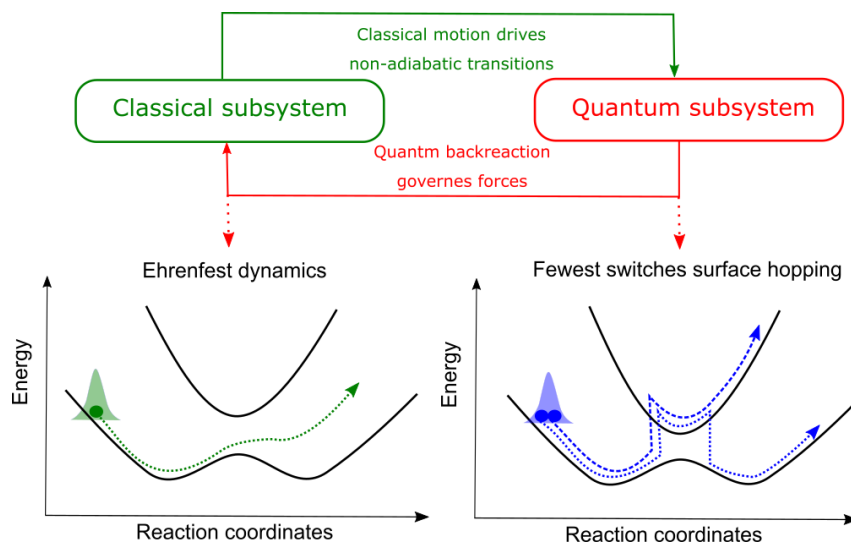 Classical motion drives
non-adiabatic transitions
Classical subsystem
Quantum subsystem
Quantm backreaction
governes forces
Ehrenfest dynamics
Fewest switches surface hopping
Energy
Reaction coordinates
Energy
Reaction coordinates